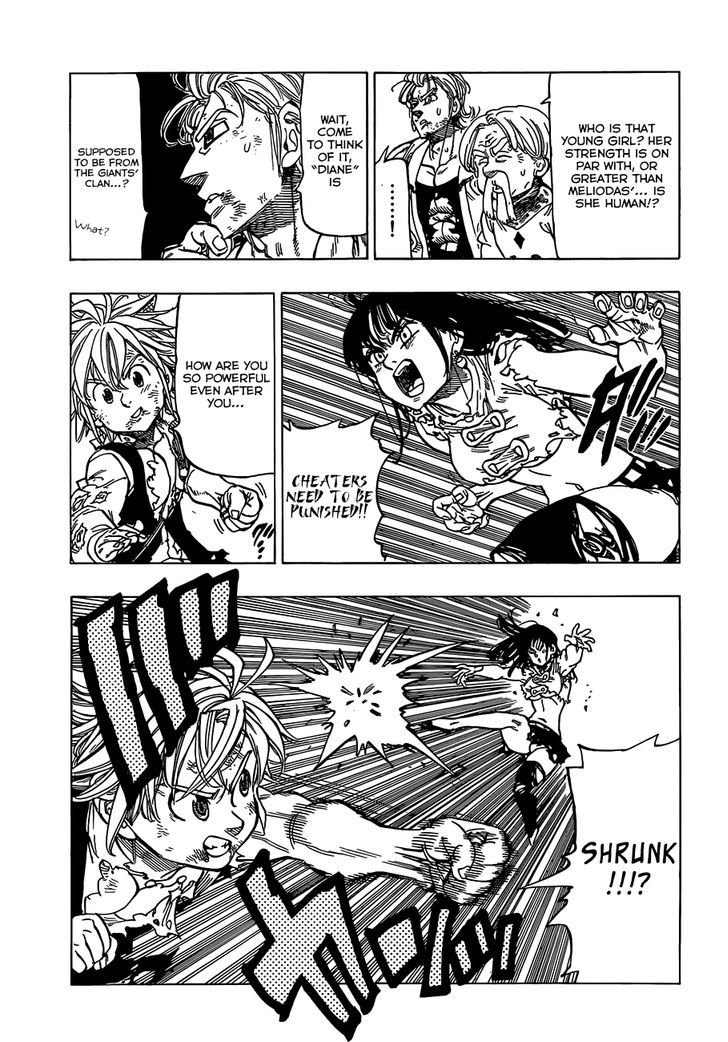 WHO IS THAT
YOUNG GIRL? HER
STRENGTH IS ON
PAR WITH, OR
GREATER THAN
MELIODAS'... IS
SHE HUMAN!?
......!
WAIT,
COME TO
THINK
OF IT,
"DIANE"
IS
SUPPOSED
TO BE FROM
THE GIANTS'
CLAN...?
What?
CHEATERS
NEED TO BE
PUNISHED!!
HOW ARE YOU
SO POWERFUL
EVEN AFTER
YOU...
SHRUNK
!!!?